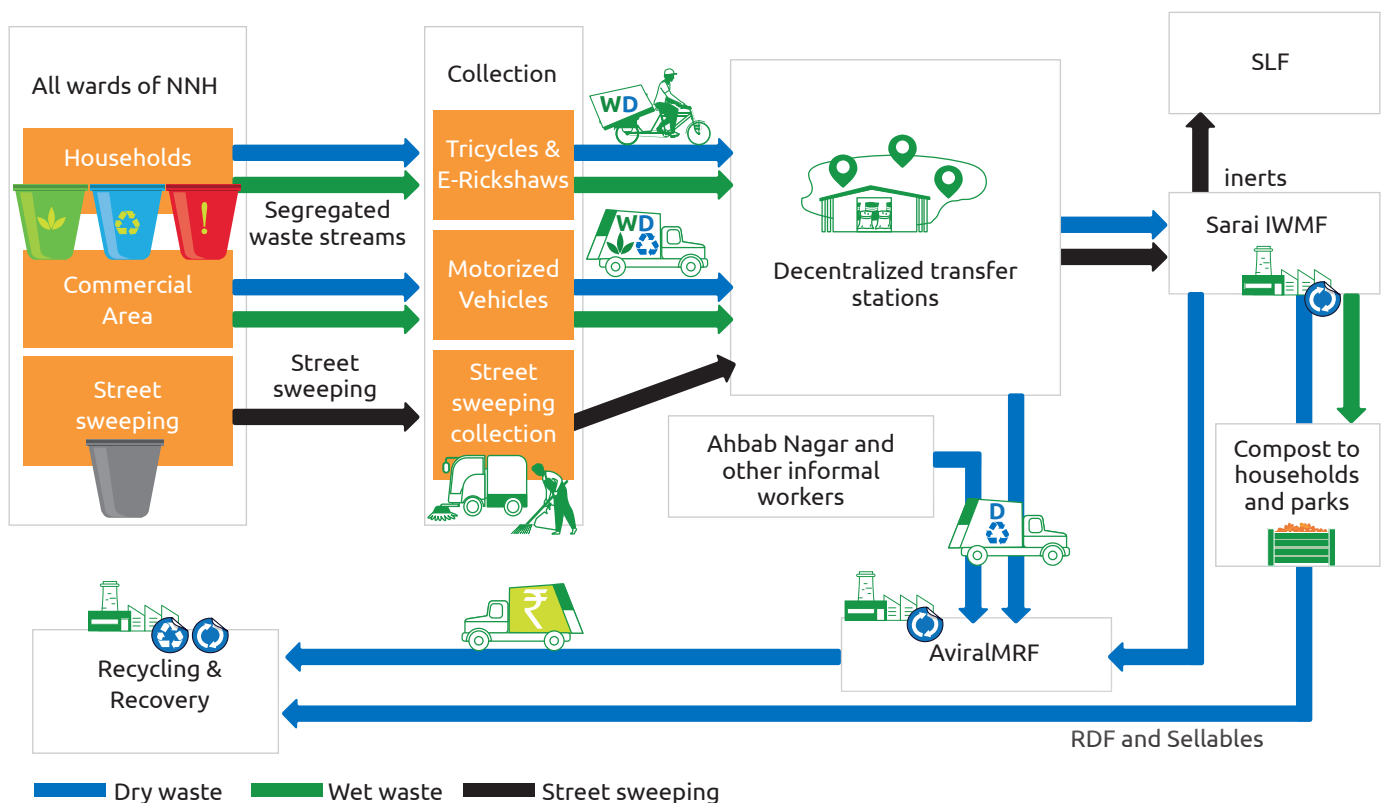 All wards of NNH
Households
Segregated
waste streams
Commercial
Area
Street
sweeping
Street
sweeping
Collection
Tricycles &
E-Rickshaws
Motorized
Vehicles
Street
sweeping
collection
WD
WD
Decentralized transfer
stations
SLF
inerts
Sarai IWMF
Ahbab Nagar and
other informal
workers
D
Compost to
households
and parks
AviralMRF
₹
Recycling &
Recovery
RDF and Sellables
Dry waste
Wet waste
Street sweeping